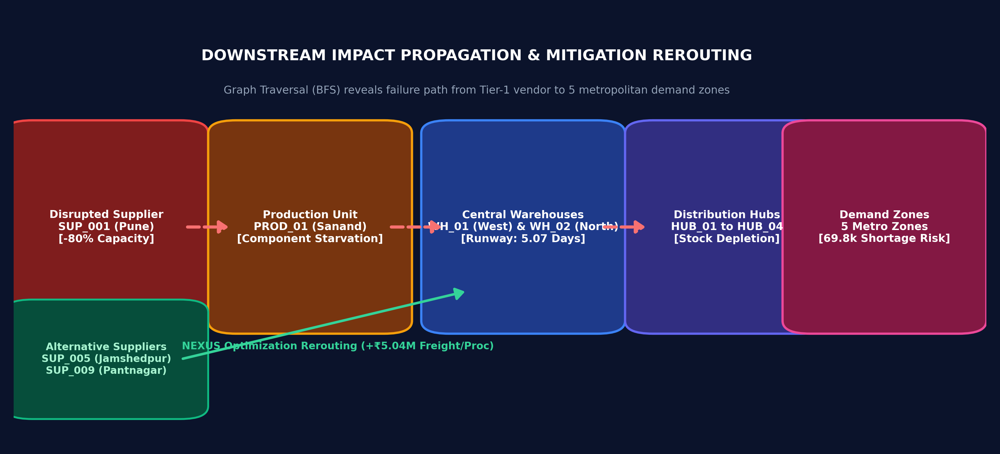 DOWNSTREAM IMPACT PROPAGATION & MITIGATION REROUTING
Graph Traversal (BFS) reveals failure path from Tier-1 vendor to 5 metropolitan demand zones
Disrupted Supplier
SUP_001 (Pune)
[-80% Capacity]
Production Unit
PROD_01 (Sanand)
[Component Starvation]
Central Warehouses
WH_01 (West) & WH_02 (North)
[Runway: 5.07 Days]
Distribution Hubs
HUB_01 to HUB_04
[Stock Depletion]
Demand Zones
5 Metro Zones
[69.8k Shortage Risk]
Alternative Suppliers
SUP_005 (Jamshedpur)
SUP_009 (Pantnagar)
NEXUS Optimization Rerouting (+₹5.04M Freight/Proc)